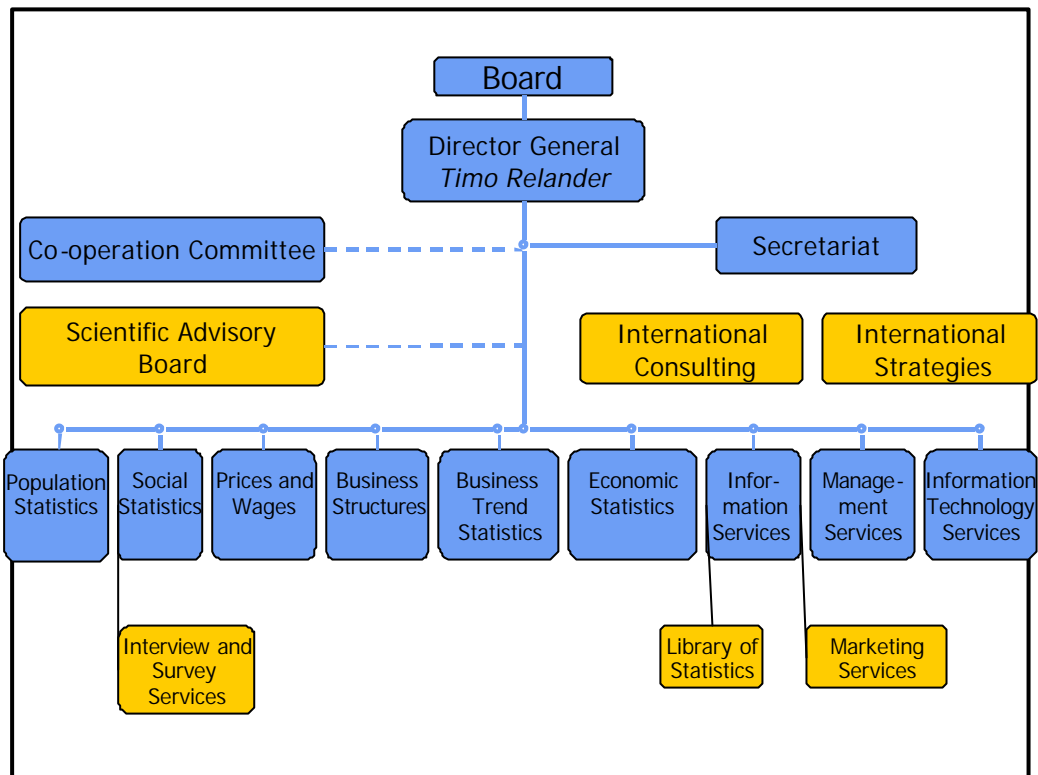 Board
Director General
Timo Relander
Co-operation Committee
Secretariat
Scientific Advisory
Board
International
Consulting
International
Strategies
Population
Statistics
Social
Statistics
Prices and
Wages
Business
Structures
Business
Trend
Statistics
Economic
Statistics
Infor-
mation
Services
Manage-
ment
Services
Information
Technology
Services
Interview and
Survey
Services
Library of
Statistics
Marketing
Services